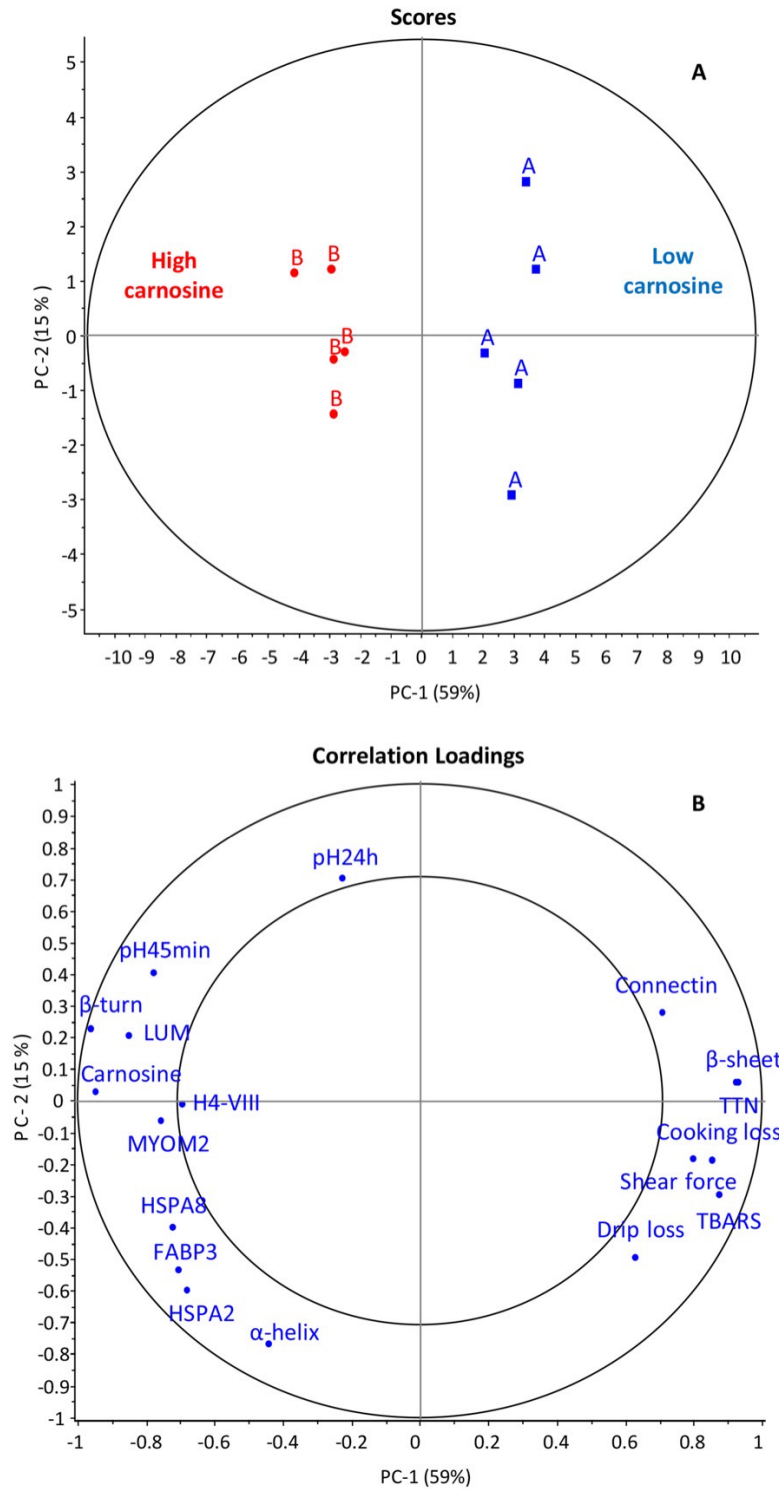 Scores
A
5
4
3
2
1
0
-1
-2
-3
-4
-5
PC-2 (15 %)
A
A
A
A
A
B B
B B
B
High
carnosine
Low
carnosine
-10 -9 -8 -7 -6 -5 -4 -3 -2 -1 0 1 2 3 4 5 6 7 8 9 10
PC-1 (59%)
Correlation Loadings
B
1
0.9
0.8
0.7
0.6
0.5
0.4
0.3
0.2
0.1
0
-0.1
-0.2
-0.3
-0.4
-0.5
-0.6
-0.7
-0.8
-0.9
-1
PC-2 (15 %)
pH24h
pH45min
β-turn
LUM
Carnosine
H4-VIII
MYOM2
HSPA8
FABP3
HSPA2
α-helix
Connectin
β-sheet
TTN
Cooking loss
Shear force
TBARS
Drip loss
-1 -0.8 -0.6 -0.4 -0.2 0 0.2 0.4 0.6 0.8 1
PC-1 (59%)